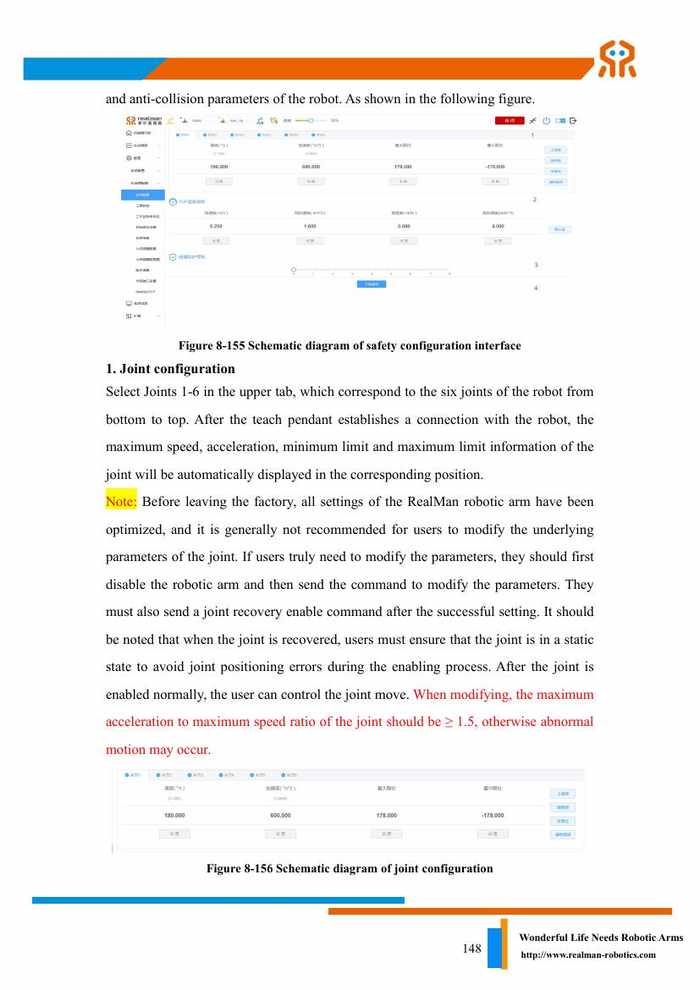 and anti-collision parameters of the robot. As shown in the following figure.
1
180.000
600.000
178.000
-178.000
2
0.250
1.600
0.600
4.000
3
4
Figure 8-155 Schematic diagram of safety configuration interface
1. Joint configuration
Select Joints 1-6 in the upper tab, which correspond to the six joints of the robot from
bottom to top. After the teach pendant establishes a connection with the robot, the
maximum speed, acceleration, minimum limit and maximum limit information of the
joint will be automatically displayed in the corresponding position.
Note: Before leaving the factory, all settings of the RealMan robotic arm have been
optimized, and it is generally not recommended for users to modify the underlying
parameters of the joint. If users truly need to modify the parameters, they should first
disable the robotic arm and then send the command to modify the parameters. They
must also send a joint recovery enable command after the successful setting. It should
be noted that when the joint is recovered, users must ensure that the joint is in a static
state to avoid joint positioning errors during the enabling process. After the joint is
enabled normally, the user can control the joint move. When modifying, the maximum
acceleration to maximum speed ratio of the joint should be ≥ 1.5, otherwise abnormal
motion may occur.
最大限位
180.000 600.000 178.000 -178.000
Figure 8-156 Schematic diagram of joint configuration
148
Wonderful Life Needs Robotic Arms
http://www.realman-robotics.com